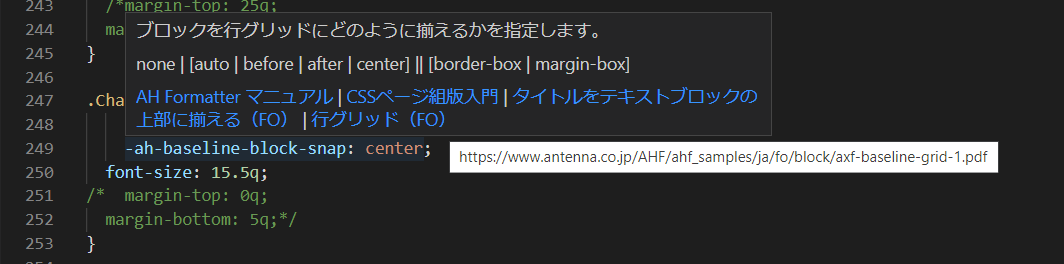 243 /*margin-top: 25q;
244 ma
245 }
246
247 .Cha
248
249 -ah-baseline-block-snap: center;
250 font-size: 15.5q;
251 /* margin-top: 0q;
252 margin-bottom: 5q;*/
253 }
ブロックを行グリッドにどのように揃えるかを指定します。
none | [auto | before | after | center] || [border-box | margin-box]
AH Formatter マニュアル | CSSページ組版入門 | タイトルをテキストブロックの
上部に揃える（FO） | 行グリッド（FO）
https://www.antenna.co.jp/AHF/ahf_samples/ja/fo/block/axf-baseline-grid-1.pdf